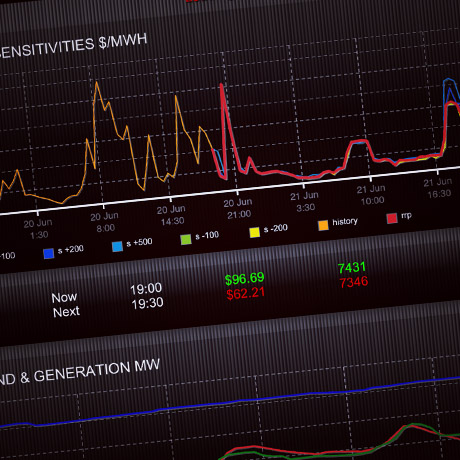 SENSITIVITIES $/MWH
20 Jun 1:30
20 Jun 8:00
20 Jun 14:30
20 Jun 21:00
21 Jun 3:30
21 Jun 10:00
21 Jun 16:30
100 s +200 s +500 s -100 s -200 history rrp
Now 19:00 $96.69 7431
Next 19:30 $62.21 7346
ND & GENERATION MW